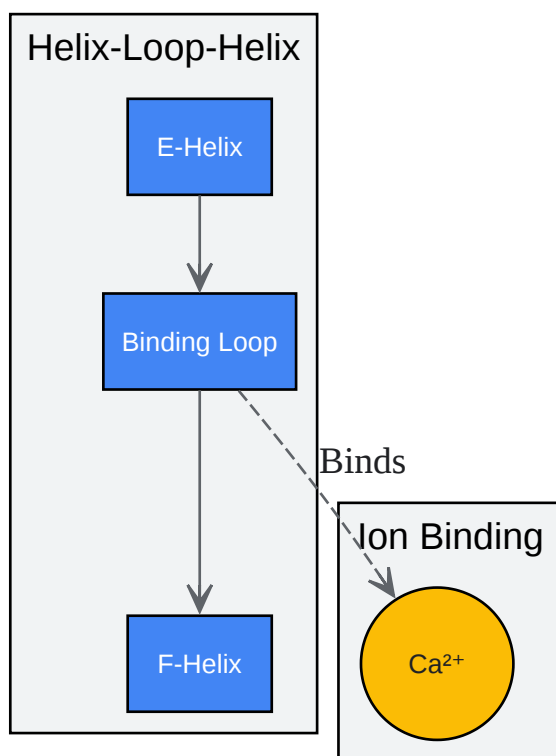 Helix-Loop-Helix
E-Helix
Binding Loop
Binds
Ion Binding
F-Helix
Ca²⁺